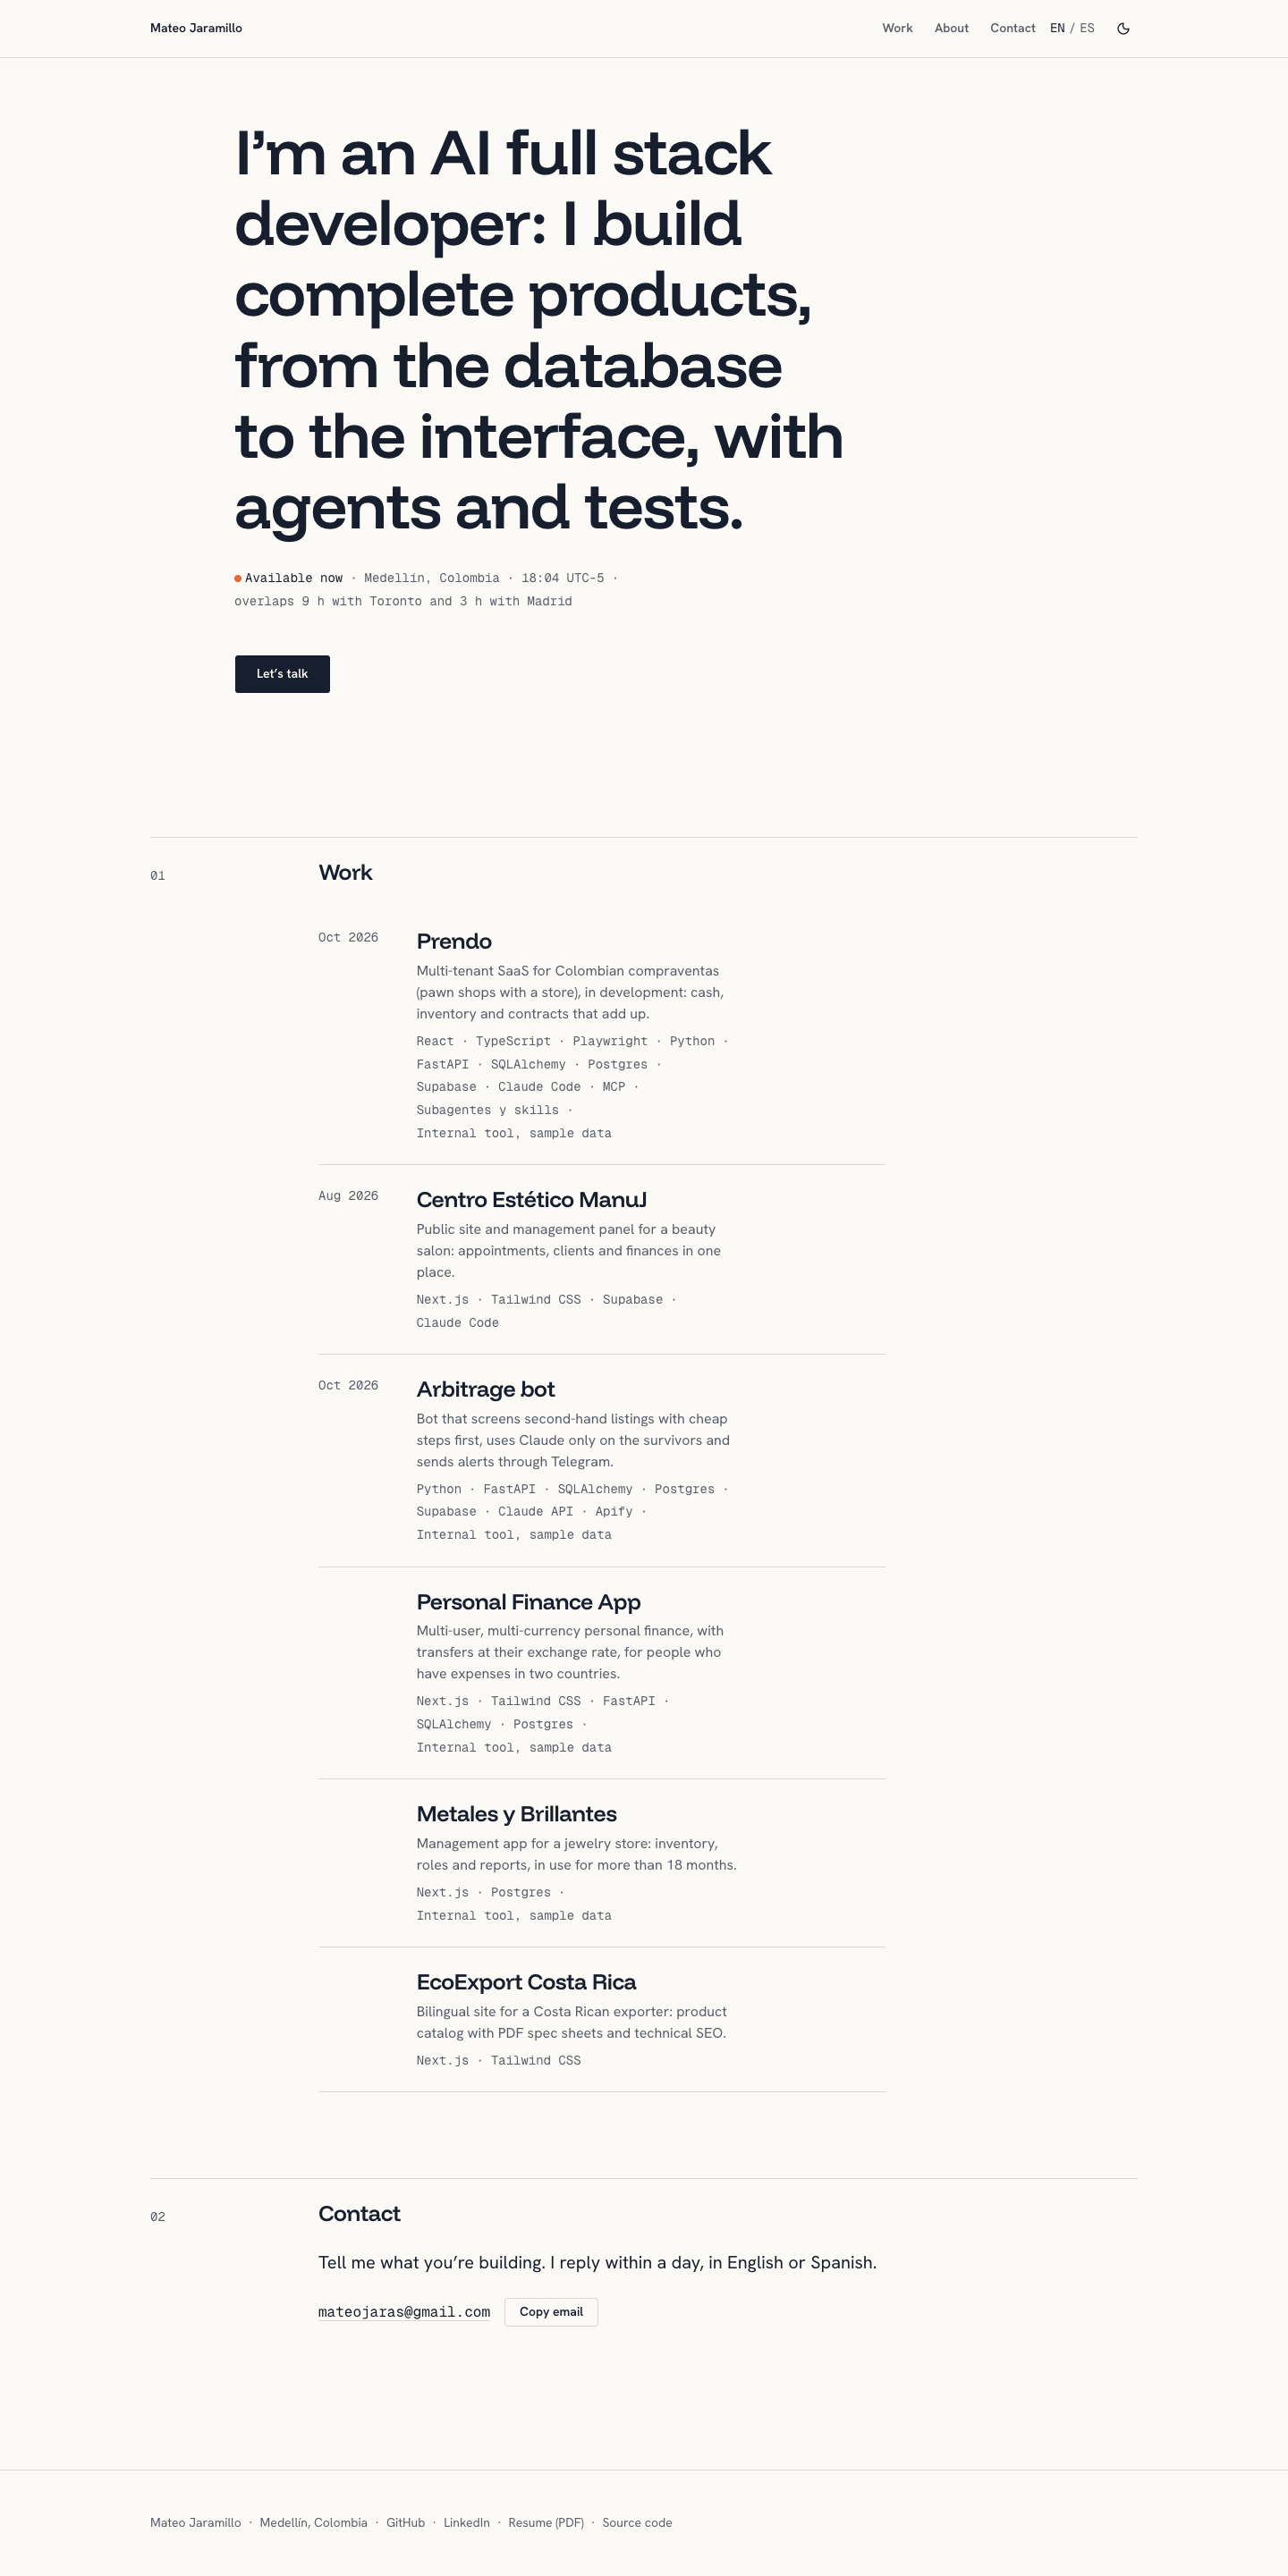 Mateo Jaramillo
Work About Contact EN / ES
I’m an AI full stack
developer: I build
complete products,
from the database
to the interface, with
agents and tests.
Available now · Medellín, Colombia · 18:04 UTC-5 ·
overlaps 9 h with Toronto and 3 h with Madrid
Let’s talk
01
Work
Oct 2026
Prendo
Multi-tenant SaaS for Colombian compraventas
(pawn shops with a store), in development: cash,
inventory and contracts that add up.
React · TypeScript · Playwright · Python ·
FastAPI · SQLAlchemy · Postgres ·
Supabase · Claude Code · MCP ·
Subagentes y skills ·
Internal tool, sample data
Aug 2026
Centro Estético ManuJ
Public site and management panel for a beauty
salon: appointments, clients and finances in one
place.
Next.js · Tailwind CSS · Supabase ·
Claude Code
Oct 2026
Arbitrage bot
Bot that screens second-hand listings with cheap
steps first, uses Claude only on the survivors and
sends alerts through Telegram.
Python · FastAPI · SQLAlchemy · Postgres ·
Supabase · Claude API · Apify ·
Internal tool, sample data
Personal Finance App
Multi-user, multi-currency personal finance, with
transfers at their exchange rate, for people who
have expenses in two countries.
Next.js · Tailwind CSS · FastAPI ·
SQLAlchemy · Postgres ·
Internal tool, sample data
Metales y Brillantes
Management app for a jewelry store: inventory,
roles and reports, in use for more than 18 months.
Next.js · Postgres ·
Internal tool, sample data
EcoExport Costa Rica
Bilingual site for a Costa Rican exporter: product
catalog with PDF spec sheets and technical SEO.
Next.js · Tailwind CSS
02
Contact
Tell me what you’re building. I reply within a day, in English or Spanish.
mateojaras@gmail.com
Copy email
Mateo Jaramillo · Medellín, Colombia · GitHub · LinkedIn · Resume (PDF) · Source code